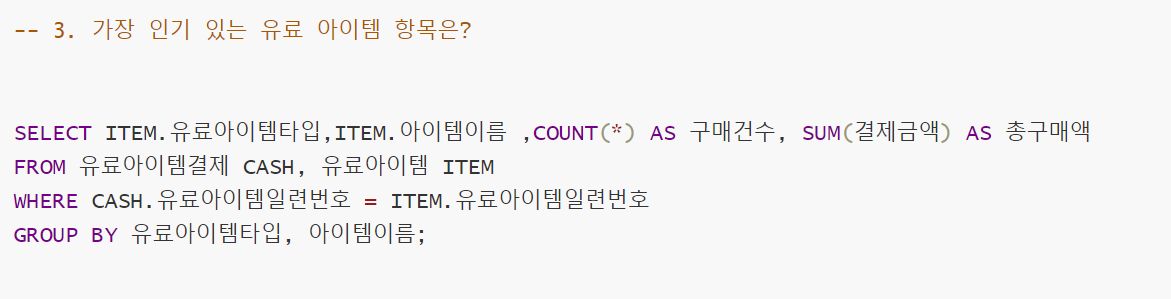 -- 3. 가장 인기 있는 유료 아이템 항목은?
SELECT ITEM.유료아이템타입,ITEM.아이템이름 ,COUNT(*) AS 구매건수, SUM(결제금액) AS 총구매액
FROM 유료아이템결제 CASH, 유료아이템 ITEM
WHERE CASH.유료아이템일련번호 = ITEM.유료아이템일련번호
GROUP BY 유료아이템타입, 아이템이름;